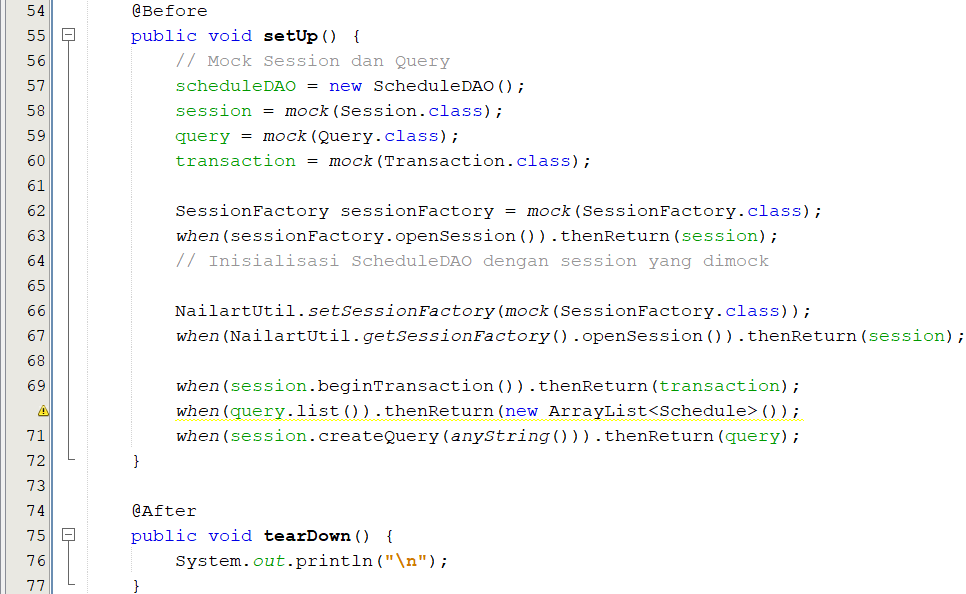 54 @Before
55 public void setUp() {
56 // Mock Session dan Query
57 scheduleDAO = new ScheduleDAO();
58 session = mock(Session.class);
59 query = mock(Query.class);
60 transaction = mock(Transaction.class);
61
62 SessionFactory sessionFactory = mock(SessionFactory.class);
63 when(sessionFactory.openSession()).thenReturn(session);
64 // Inisialisasi ScheduleDAO dengan session yang dimock
65
66 NailartUtil.setSessionFactory(mock(SessionFactory.class));
67 when(NailartUtil.getSessionFactory().openSession()).thenReturn(session);
68
69 when(session.beginTransaction()).thenReturn(transaction);
when(query.list()).thenReturn(new ArrayList<Schedule>());
71 when(session.createQuery(anyString())).thenReturn(query);
72 }
73
74 @After
75 public void tearDown() {
76 System.out.println("\n");
77 }